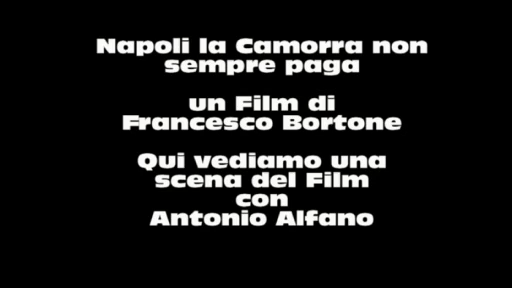 Napoli la Camorra non
sempre paga
un Film di
Francesco Bortone
Qui vediamo una
scena del Film
con
Antonio Alfano